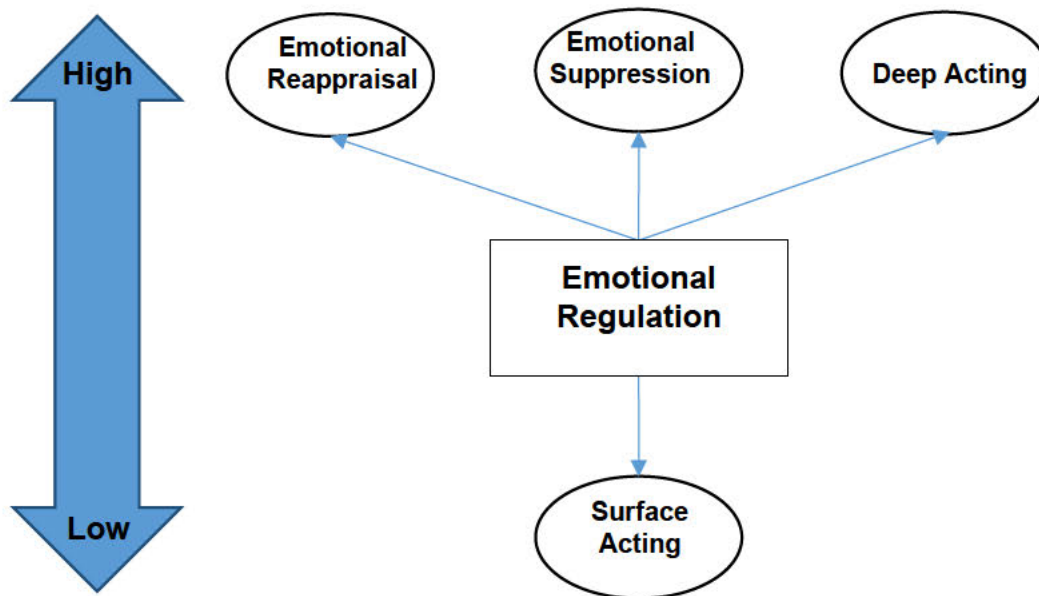 High
Emotional
Reappraisal
Emotional
Suppression
Deep Acting
Emotional
Regulation
Low
Surface
Acting